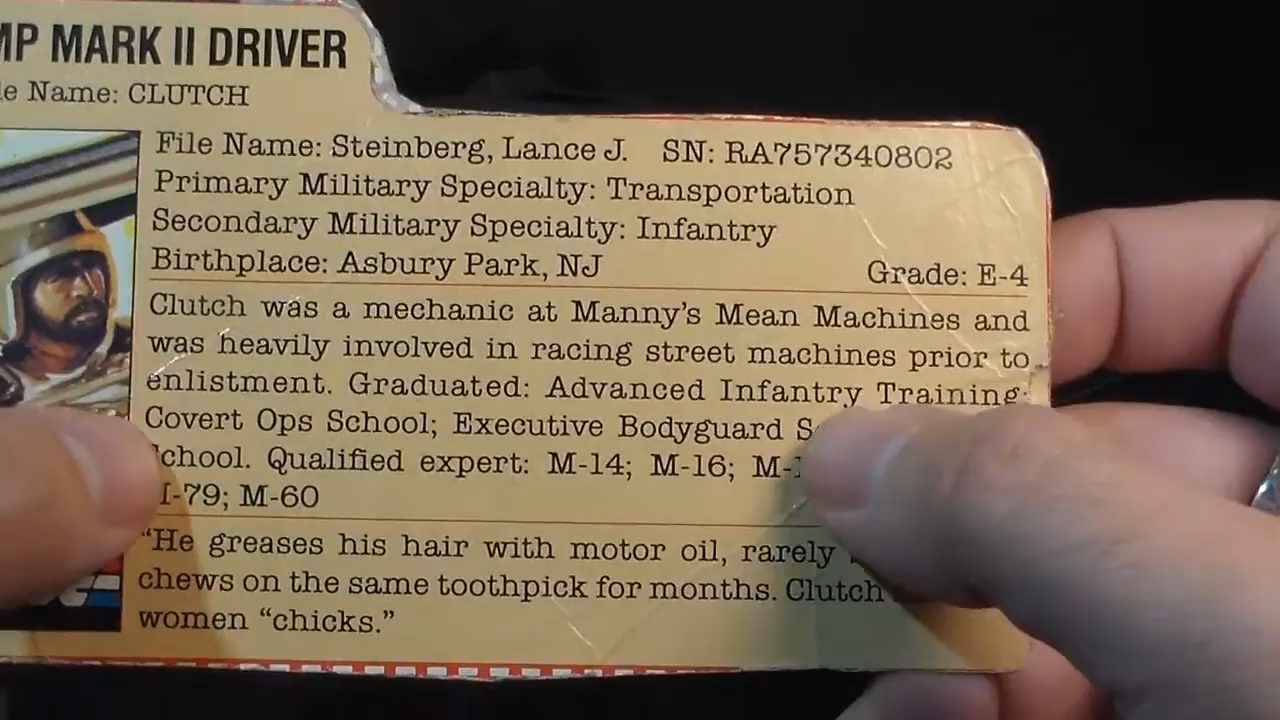 MARK II DRIVER
Name: CLUTCH
File Name: Steinberg, Lance J. SN: RA757340802
Primary Military Specialty: Transportation
Secondary Military Specialty: Infantry
Birthplace: Asbury Park, NJ Grade: E-4
Clutch was a mechanic at Manny's Mean Machines and
was heavily involved in racing street machines prior to
enlistment. Graduated: Advanced Infantry Training;
Covert Ops School; Executive Bodyguard
School. Qualified expert: M-14; M-16;
M-79; M-60
"He greases his hair with motor oil, rarely
chews on the same toothpick for months. Clutch
women "chicks."